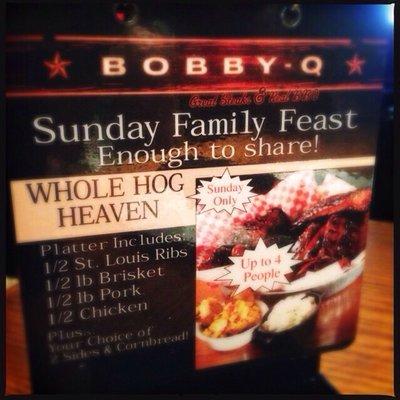 BOBBY-Q
Great Steaks & Real BBQ
Sunday Family Feast
Enough to share!
WHOLE HOG
HEAVEN
Sunday
Only
Platter Includes:
1/2 St. Louis Ribs
1/2 lb Brisket
1/2 lb Pork
1/2 Chicken
Plus...
Your Choice of
2 Sides & Cornbread!
Up to 4
People